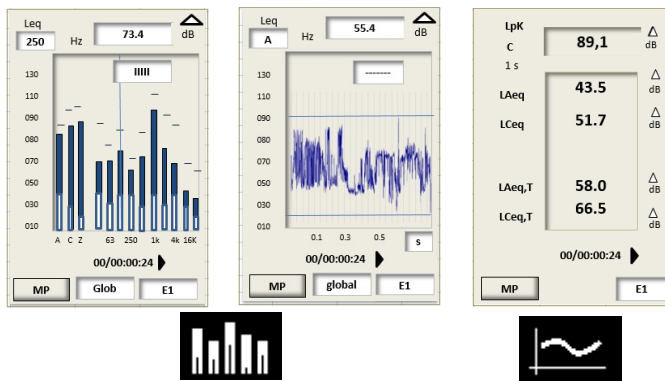 Leq
250 Hz 73.4 dB
IIIII
130
110
090
080
070
050
030
010
A C Z 63 250 1k 4k 16K
00/00:00:24
MP Glob E1
Leq
A Hz 55.4 dB
-------
130
110
090
080
070
050
030
010
0.1 0.3 0.5 s
00/00:00:24
MP global E1
LpK
C 89,1 dB
1 s
LAeq 43.5 dB
LCeq 51.7 dB
LAeq,T 58.0 dB
LCeq,T 66.5 dB
00/00:00:24
MP E1